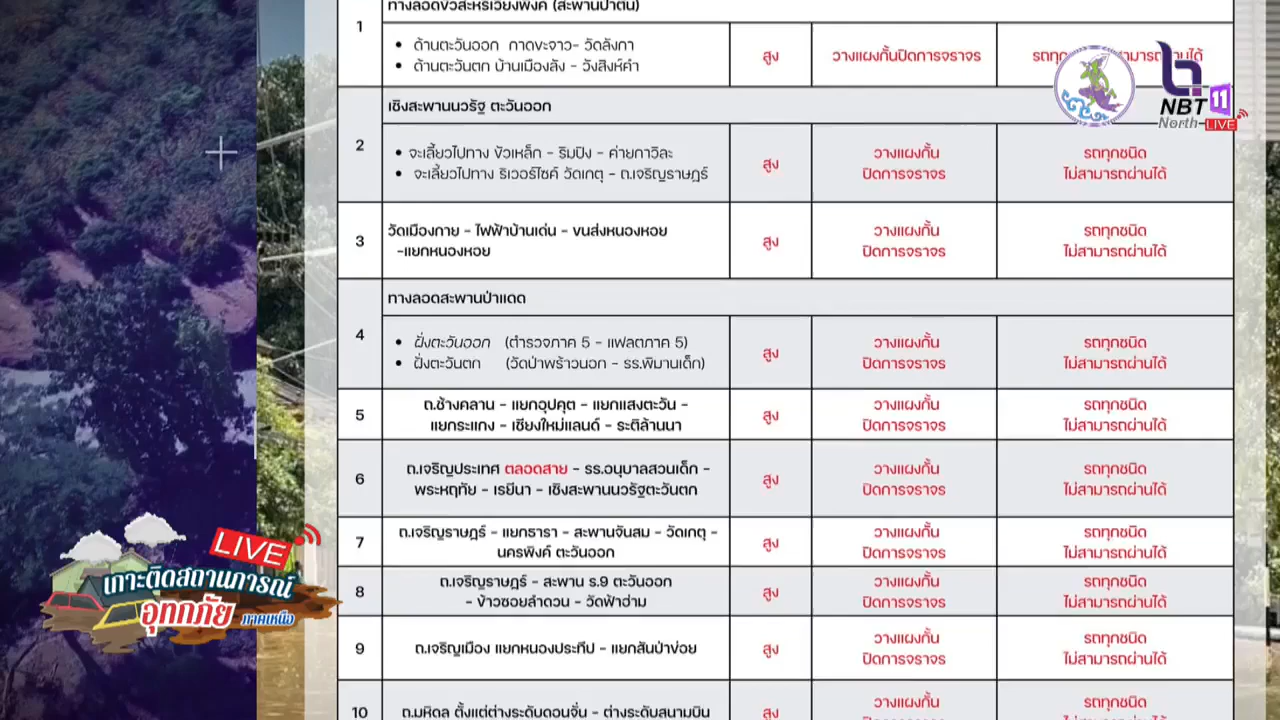 1
ทางลอดขัวสะหรีเวียงพิงค์ (สะพานป่าตัน)
• ด้านตะวันออก กาดขะจาว- วัดลังกา
• ด้านตะวันตก บ้านเมืองลัง - วังสิงห์คำ
สูง
วางแผงกั้นปิดการจราจร
เชิงสะพานนวรัฐ ตะวันออก
2
• จะเลี้ยวไปทาง ขัวเหล็ก - ริมปิง - ค่ายกาวิละ
• จะเลี้ยวไปทาง ริเวอร์ไซค์ วัดเกตุ - ถ.เจริญราษฎร์
สูง
วางแผงกั้น
ปิดการจราจร
รถทุกชนิด
ไม่สามารถผ่านได้
3
วัดเมืองกาย - ไฟฟ้าบ้านเด่น - ขนส่งหนองหอย
-แยกหนองหอย
สูง
วางแผงกั้น
ปิดการจราจร
รถทุกชนิด
ไม่สามารถผ่านได้
ทางลอดสะพานป่าแดด
4
• ฝั่งตะวันออก (ตำรวจภาค 5 - แฟลตภาค 5)
• ฝั่งตะวันตก (วัดป่าพร้าวนอก - รร.พิมานเด็ก)
สูง
วางแผงกั้น
ปิดการจราจร
รถทุกชนิด
ไม่สามารถผ่านได้
5
ถ.ช้างคลาน - แยกอุปคุต - แยกแสงตะวัน -
แยกระแกง - เชียงใหม่แลนด์ - ระติล้านนา
สูง
วางแผงกั้น
ปิดการจราจร
รถทุกชนิด
ไม่สามารถผ่านได้
6
ถ.เจริญประเทศ ตลอดสาย - รร.อนุบาลสวนเด็ก -
พระหฤทัย - เรยีนา - เชิงสะพานนวรัฐตะวันตก
สูง
วางแผงกั้น
ปิดการจราจร
รถทุกชนิด
ไม่สามารถผ่านได้
7
ถ.เจริญราษฎร์ - แยกธารา - สะพานจันสม - วัดเกตุ -
นครพิงค์ ตะวันออก
สูง
วางแผงกั้น
ปิดการจราจร
รถทุกชนิด
ไม่สามารถผ่านได้
8
ถ.เจริญราษฎร์ - สะพาน ร.9 ตะวันออก
- ข้าวซอยลำดวน - วัดฟ้าฮ่าม
สูง
วางแผงกั้น
ปิดการจราจร
รถทุกชนิด
ไม่สามารถผ่านได้
9
ถ.เจริญเมือง แยกหนองประทีป - แยกสันป่าข่อย
สูง
วางแผงกั้น
ปิดการจราจร
รถทุกชนิด
ไม่สามารถผ่านได้
10
ถ.มหิดล ตั้งแต่ต่างระดับดอนจั่น - ต่างระดับสนามบิน
สูง
วางแผงกั้น
ปิดการจราจร
รถทุกชนิด
NBT 11
North LIVE
LIVE
เกาะติดสถานการณ์
อุทกภัย ภาคเหนือ